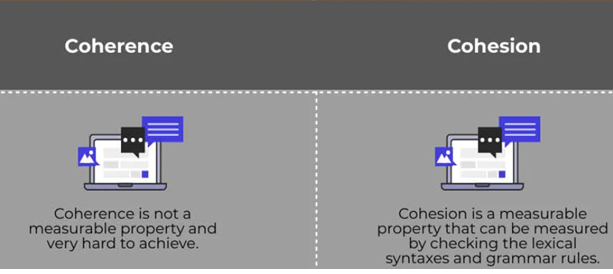 Coherence
Cohesion
Coherence is not a
measurable property and
very hard to achieve.
Cohesion is a measurable
property that can be measured
by checking the lexical
syntaxes and grammar rules.